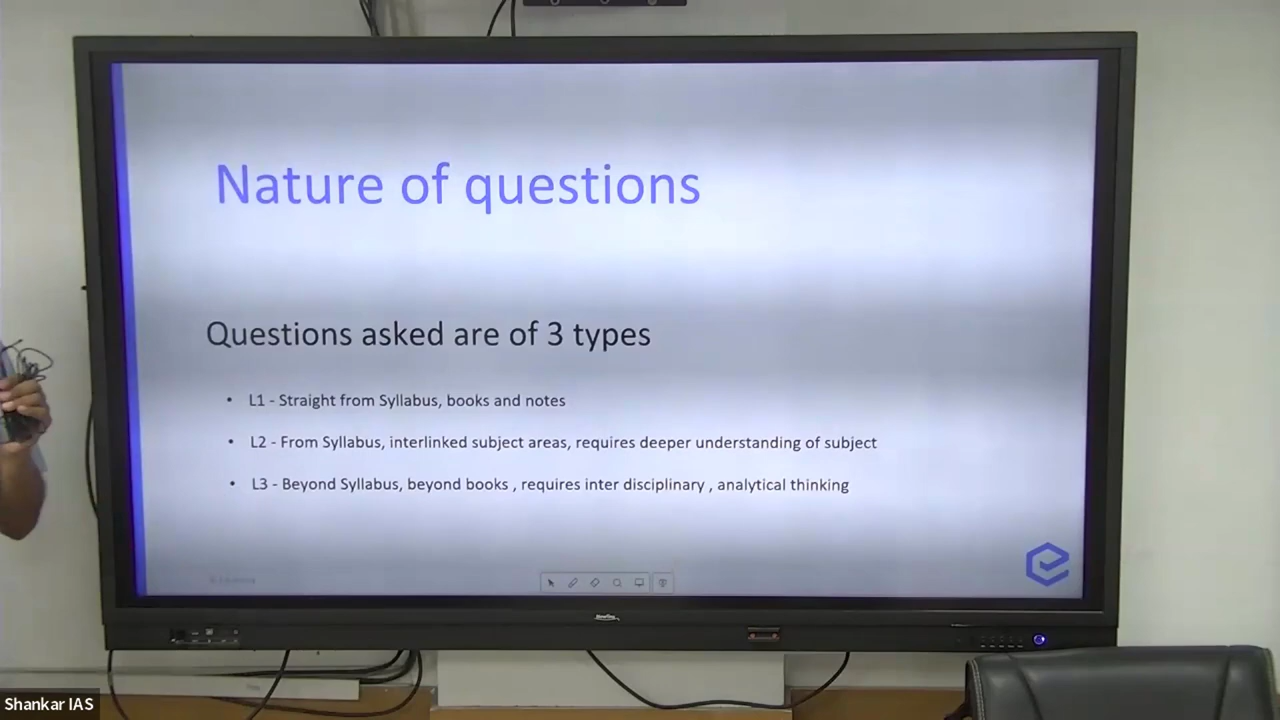 Nature of questions
Questions asked are of 3 types
• L1 - Straight from Syllabus, books and notes
• L2 - From Syllabus, interlinked subject areas, requires deeper understanding of subject
• L3 - Beyond Syllabus, beyond books , requires inter disciplinary , analytical thinking
Shankar IAS